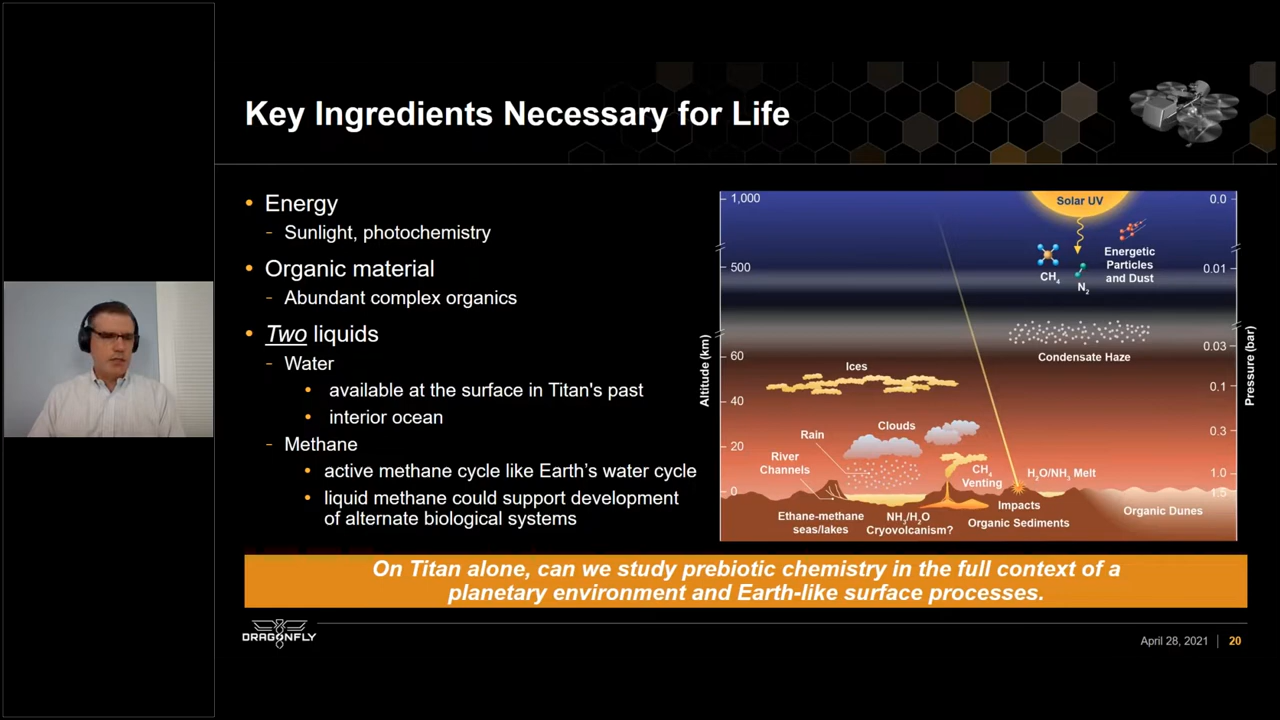 Key Ingredients Necessary for Life
• Energy
- Sunlight, photochemistry
• Organic material
- Abundant complex organics
• Two liquids
- Water
• available at the surface in Titan's past
• interior ocean
- Methane
• active methane cycle like Earth’s water cycle
• liquid methane could support development
of alternate biological systems
Altitude (km)
1,000
500
60
40
20
0
Solar UV
CH₄
N₂
Energetic
Particles
and Dust
Condensate Haze
Ices
Clouds
Rain
River
Channels
CH₄
Venting
H₂O/NH₃ Melt
Ethane-methane
seas/lakes
NH₃/H₂O
Cryovolcanism?
Impacts
Organic Sediments
Organic Dunes
0.0
0.01
0.03
0.1
0.3
1.0
1.5
Pressure (bar)
On Titan alone, can we study prebiotic chemistry in the full context of a
planetary environment and Earth-like surface processes.
DRAGONFLY
April 28, 2021 | 20